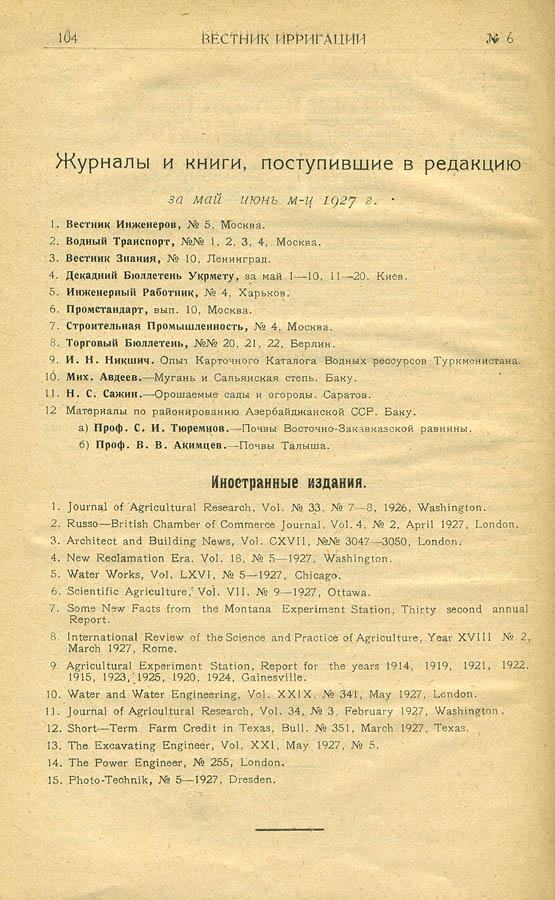 104 ВЕСТНИК ИРРИГАЦИИ № 6
Журналы и книги, поступившие в редакцию
за май—июнь м-ц 1927 г.
1. Вестник Инженеров, № 5, Москва.
2. Водный Транспорт, №№ 1, 2, 3, 4, Москва.
3. Вестник Знания, № 10, Ленинград.
4. Декадний Бюллетень Укрмету, за май 1—10, 11—20. Киев.
5. Инженерный Работник, № 4, Харьков.
6. Промстандарт, вып. 10, Москва.
7. Строительная Промышленность, № 4, Москва.
8. Торговый Бюллетень, №№ 20, 21, 22, Берлин.
9. И. Н. Никшич. Опыт Карточного Каталога Водных рессурсов Туркменистана.
10. Мих. Авдеев.—Мугань и Сальянская степь. Баку.
11. Н. С. Сажин.—Орошаемые сады и огороды. Саратов.
12 Материалы по районированию Азербайджанской ССР. Баку.
а) Проф. С. И. Тюремнов.—Почвы Восточно-Закавказской равнины.
б) Проф. В. В. Акимцев.—Почвы Талыша.
Иностранные издания.
1. Journal of Agricultural Research, Vol. № 33, № 7—8, 1926, Washington.
2. Russo—British Chamber of Commerce Journal, Vol. 4, № 2, April 1927, London.
3. Architect and Building News, Vol. CXVII, №№ 3047—3050, London.
4. New Reclamation Era. Vol. 18, № 5—1927, Washington.
5. Water Works, Vol. LXVI, № 5—1927, Chicago.
6. Scientific Agriculture, Vol. VII, № 9—1927, Ottawa.
7. Some New Facts from the Montana Experiment Station, Thirty second annual
Report.
8. International Review of the Science and Practice of Agriculture, Year XVIII № 2,
March 1927, Rome.
9. Agricultural Experiment Station, Report for the years 1914, 1919, 1921, 1922,
1915, 1923, 1925, 1920, 1924, Gainesville.
10. Water and Water Engineering, Vol. XXIX, № 341, May 1927, London.
11. Journal of Agricultural Research, Vol. 34, № 3, February 1927, Washington.
12. Short—Term Farm Credit in Texas, Bull. № 351, March 1927, Texas.
13. The Excavating Engineer, Vol. XXI, May 1927, № 5.
14. The Power Engineer, № 255, London.
15. Photo-Technik, № 5—1927, Dresden.